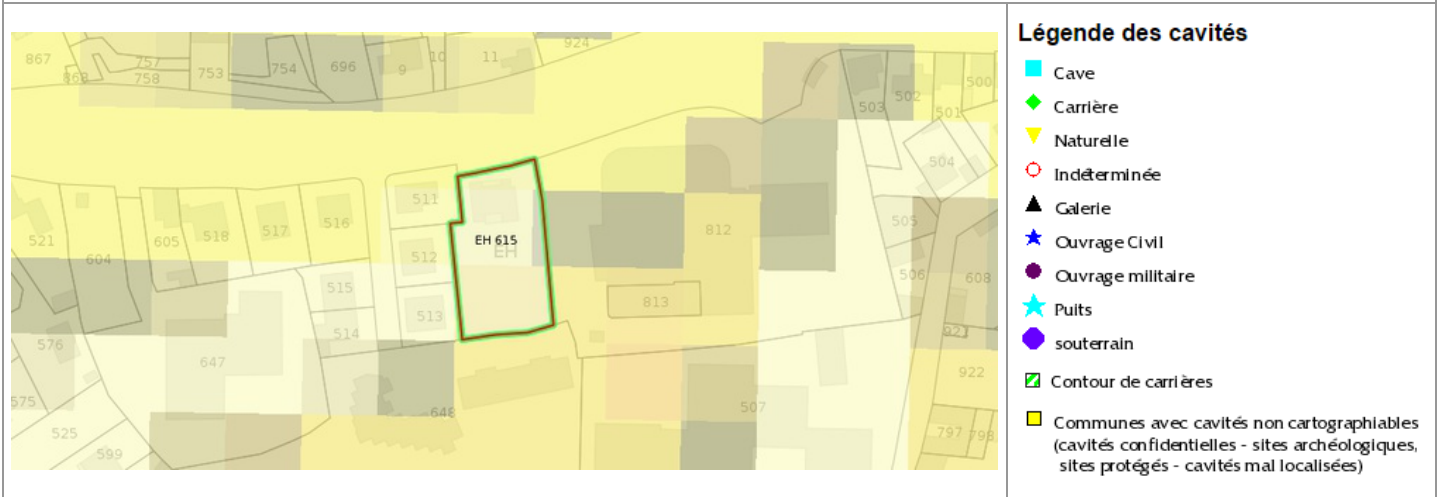 867
868
757
758
753
754
696
9
10
11
924
503
502
501
500
504
521
604
605
518
517
516
511
512
EH 615
EH
812
505
506
608
515
514
513
813
576
647
921
922
575
525
599
648
507
797
798
Légende des cavités
Cave
Carrière
Naturelle
Indéterminée
Galerie
Ouvrage Civil
Ouvrage militaire
Puits
souterrain
Contour de carrières
Communes avec cavités non cartographiables
(cavités confidentielles - sites archéologiques,
sites protégés - cavités mal localisées)